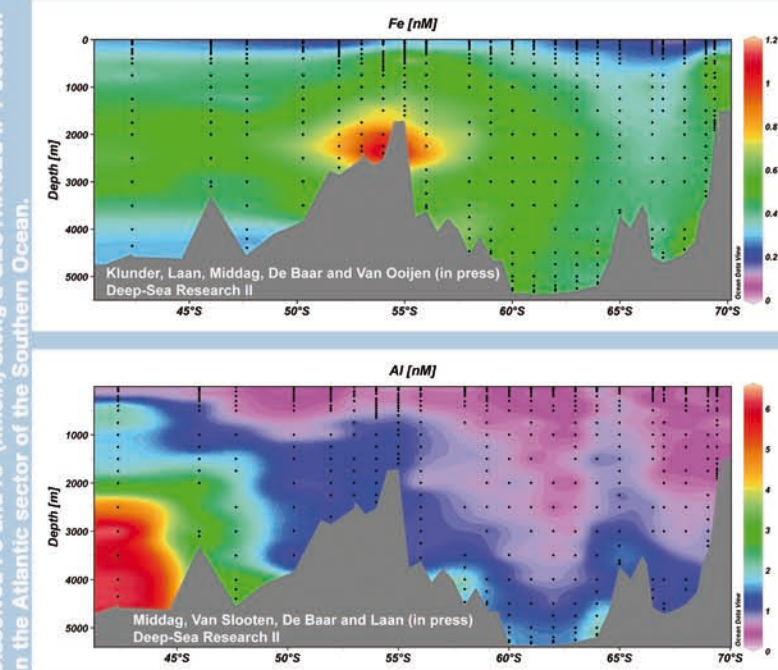 Fe [nM]
0
1000
2000
3000
4000
5000
Depth [m]
Klunder, Laan, Middag, De Baar and Van Ooijen (in press)
Deep-Sea Research II
45°S
50°S
55°S
60°S
65°S
70°S
1.2
1
0.8
0.6
0.4
0.2
0
Ocean Data View
Al [nM]
1000
2000
3000
4000
5000
Depth [m]
Middag, Van Slooten, De Baar and Laan (in press)
Deep-Sea Research II
45°S
50°S
55°S
60°S
65°S
70°S
6
5
4
3
2
1
0
Ocean Data View
n the Atlantic sector of the Southern Ocean.